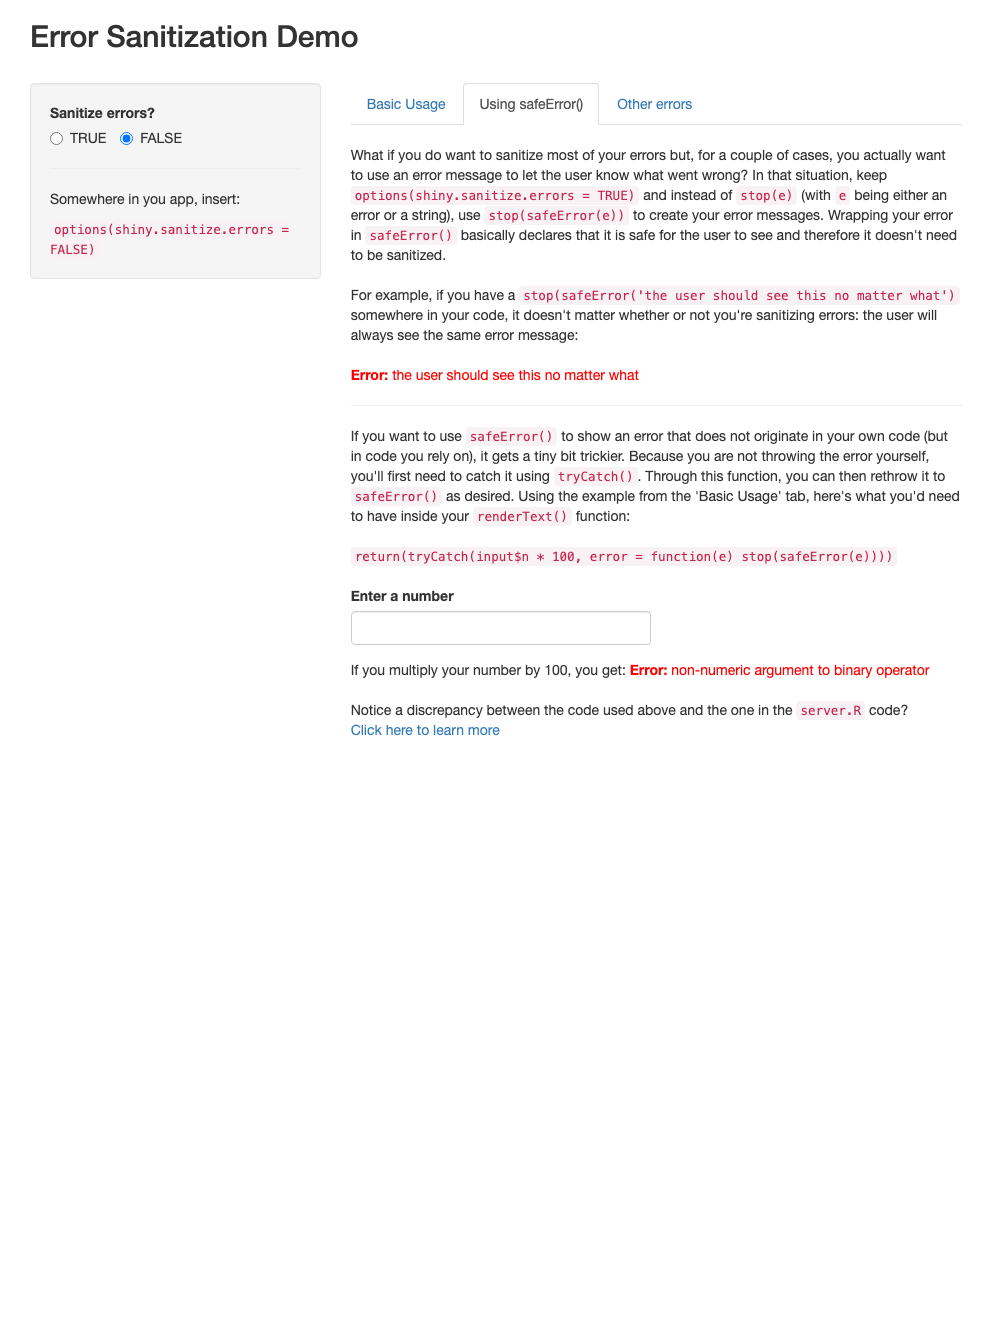 Error Sanitization Demo
Sanitize errors?
TRUE FALSE
Somewhere in you app, insert:
options(shiny.sanitize.errors =
FALSE)
Basic Usage Using safeError() Other errors
What if you do want to sanitize most of your errors but, for a couple of cases, you actually want
to use an error message to let the user know what went wrong? In that situation, keep
options(shiny.sanitize.errors = TRUE) and instead of stop(e) (with e being either an
error or a string), use stop(safeError(e)) to create your error messages. Wrapping your error
in safeError() basically declares that it is safe for the user to see and therefore it doesn't need
to be sanitized.
For example, if you have a stop(safeError('the user should see this no matter what')
somewhere in your code, it doesn't matter whether or not you're sanitizing errors: the user will
always see the same error message:
Error: the user should see this no matter what
If you want to use safeError() to show an error that does not originate in your own code (but
in code you rely on), it gets a tiny bit trickier. Because you are not throwing the error yourself,
you'll first need to catch it using tryCatch(). Through this function, you can then rethrow it to
safeError() as desired. Using the example from the 'Basic Usage' tab, here's what you'd need
to have inside your renderText() function:
return(tryCatch(input$n * 100, error = function(e) stop(safeError(e))))
Enter a number
If you multiply your number by 100, you get: Error: non-numeric argument to binary operator
Notice a discrepancy between the code used above and the one in the server.R code?
Click here to learn more